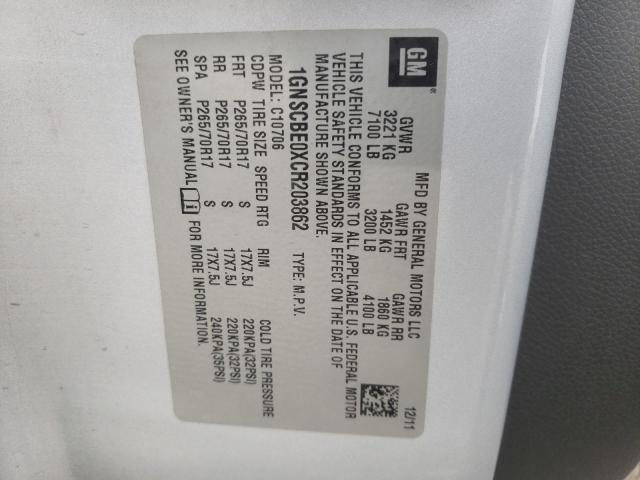 GM
MFD BY GENERAL MOTORS LLC
12/11
GVWR GAWR FRT GAWR RR
3221 KG 1452 KG 1860 KG
7100 LB 3200 LB 4100 LB
THIS VEHICLE CONFORMS TO ALL APPLICABLE U.S. FEDERAL MOTOR
VEHICLE SAFETY STANDARDS IN EFFECT ON THE DATE OF
MANUFACTURE SHOWN ABOVE.
1GNSCBE0XCR203862 TYPE: M.P.V.
MODEL: C10706
CDPW TIRE SIZE SPEED RTG RIM COLD TIRE PRESSURE
FRT P265/70R17 S 17X7.5J 220KPA(32PSI)
RR P265/70R17 S 17X7.5J 220KPA(32PSI)
SPA P265/70R17 S 17X7.5J 240KPA(35PSI)
SEE OWNER'S MANUAL FOR MORE INFORMATION.